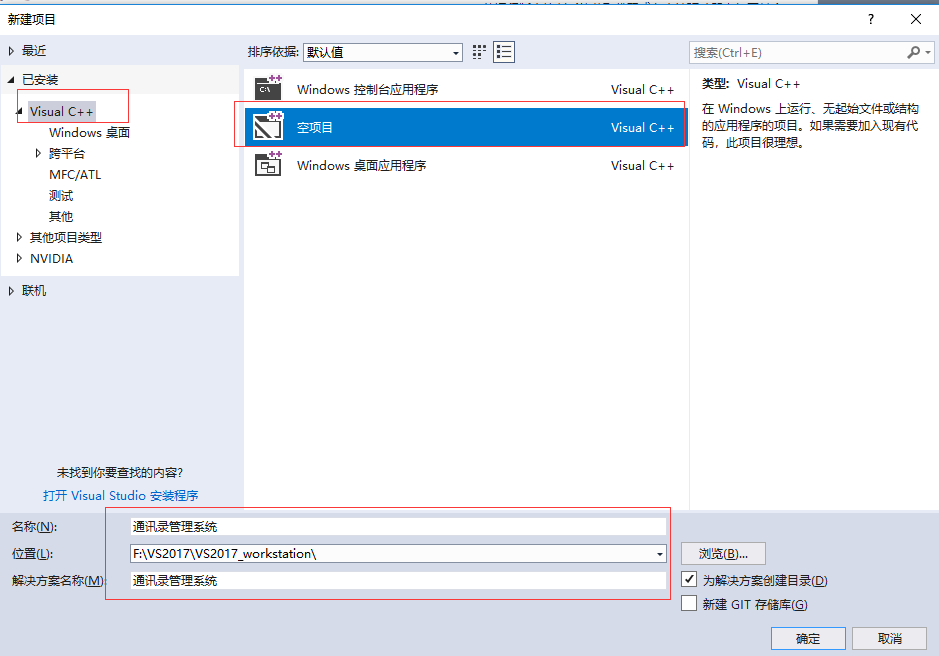 新建项目
?
最近
排序依据: 默认值
搜索(Ctrl+E)
已安装
Visual C++
Windows 桌面
跨平台
MFC/ATL
测试
其他
其他项目类型
NVIDIA
联机
未找到你要查找的内容?
打开 Visual Studio 安装程序
Windows 控制台应用程序 Visual C++
空项目 Visual C++
Windows 桌面应用程序 Visual C++
类型: Visual C++
在 Windows 上运行、无起始文件或结构
的应用程序的项目。如果需要加入现有代
码，此项目很理想。
名称(N): 通讯录管理系统
位置(L): F:\VS2017\VS2017_workstation\
浏览(B)...
解决方案名称(M): 通讯录管理系统
为解决方案创建目录(D)
新建 GIT 存储库(G)
确定
取消